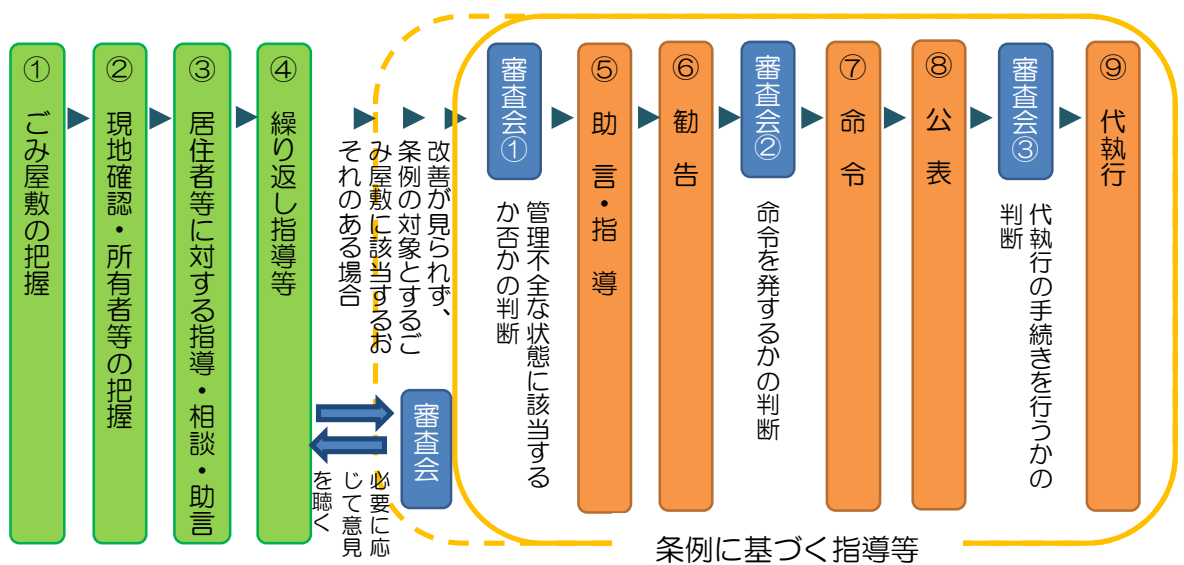 ① ごみ屋敷の把握
② 現地確認・所有者等の把握
③ 居住者等に対する指導・相談・助言
④ 繰り返し指導等
改善が見られず、
条例の対象とするご
み屋敷に該当するお
それのある場合
審査会
必要に応
じて意見
を聴く
審査会①
管理不全な状態に該当する
か否かの判断
⑤ 助言・指導
⑥ 勧告
審査会②
命令を発するかの判断
⑦ 命令
⑧ 公表
審査会③
代執行の手続きを行うかの
判断
⑨ 代執行
条例に基づく指導等